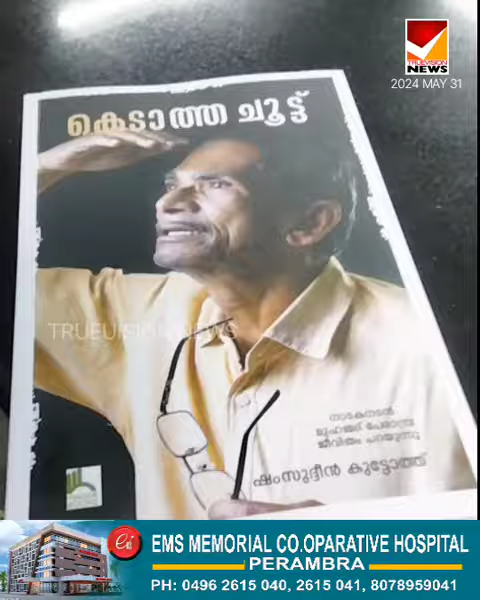 TRUEVISION
NEWS
2024 MAY 31
കെടാത്ത ചൂട്ട്
TRUEVISION NEWS
നാടകനടൻ
മുഹമ്മദ് പേരാമ്പ്ര
ജീവിതം പറയുന്നു
ഷംസുദ്ദീൻ കുട്ടോത്ത്
ei
EMS MEMORIAL CO.OPARATIVE HOSPITAL
PERAMBRA
PH: 0496 2615 040, 2615 041, 8078959041